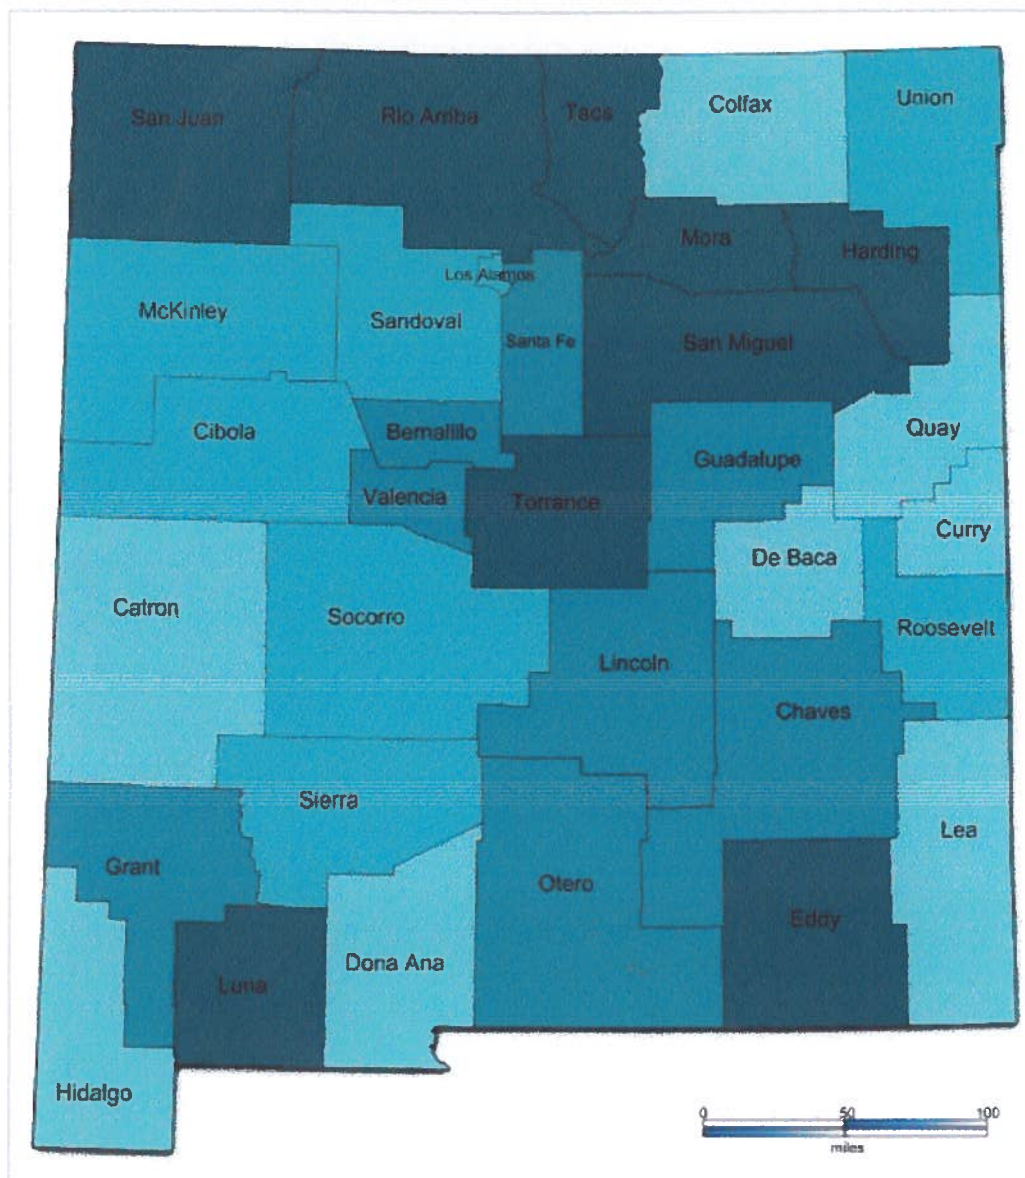 San Juan
Rio Arriba
Taos
Colfax
Union
Mora
Harding
Los Alamos
McKinley
Sandoval
Santa Fe
San Miguel
Cibola
Bernalillo
Quay
Guadalupe
Valencia
Torrance
Curry
De Baca
Catron
Socorro
Roosevelt
Lincoln
Chaves
Sierra
Lea
Grant
Otero
Eddy
Dona Ana
Luna
Hidalgo
0 50 100
miles